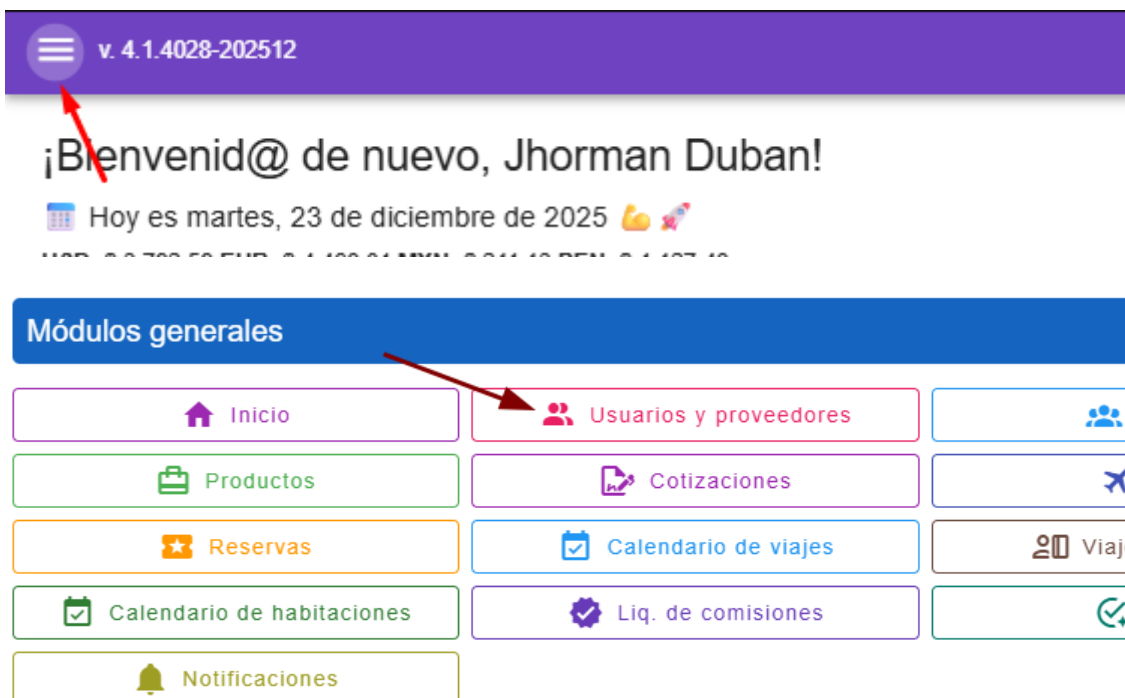 v. 4.1.4028-202512
¡Bienvenid@ de nuevo, Jhorman Duban!
Hoy es martes, 23 de diciembre de 2025
Módulos generales
Inicio
Usuarios y proveedores
Productos
Cotizaciones
Reservas
Calendario de viajes
Viaj
Calendario de habitaciones
Liq. de comisiones
Notificaciones